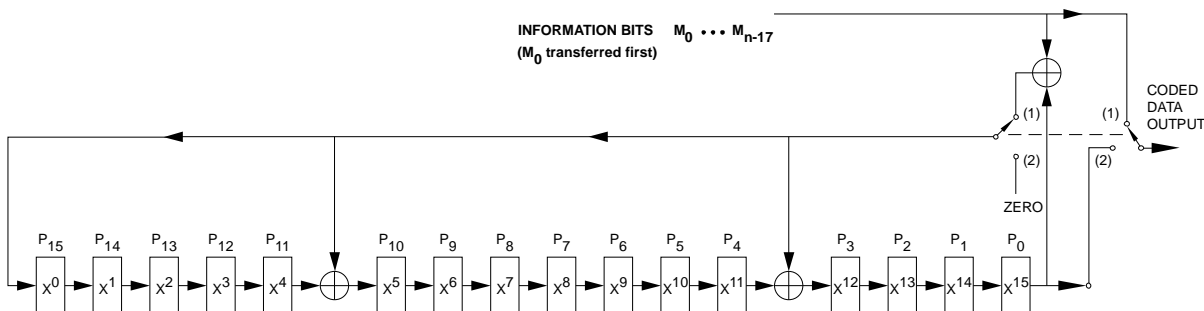 INFORMATION BITS M0 ••• Mn-17
(M0 transferred first)
CODED
DATA
OUTPUT
(1) (1)
(2) (2)
ZERO
P15 P14 P13 P12 P11 P10 P9 P8 P7 P6 P5 P4 P3 P2 P1 P0
X0 X1 X2 X3 X4 X5 X6 X7 X8 X9 X10 X11 X12 X13 X14 X15